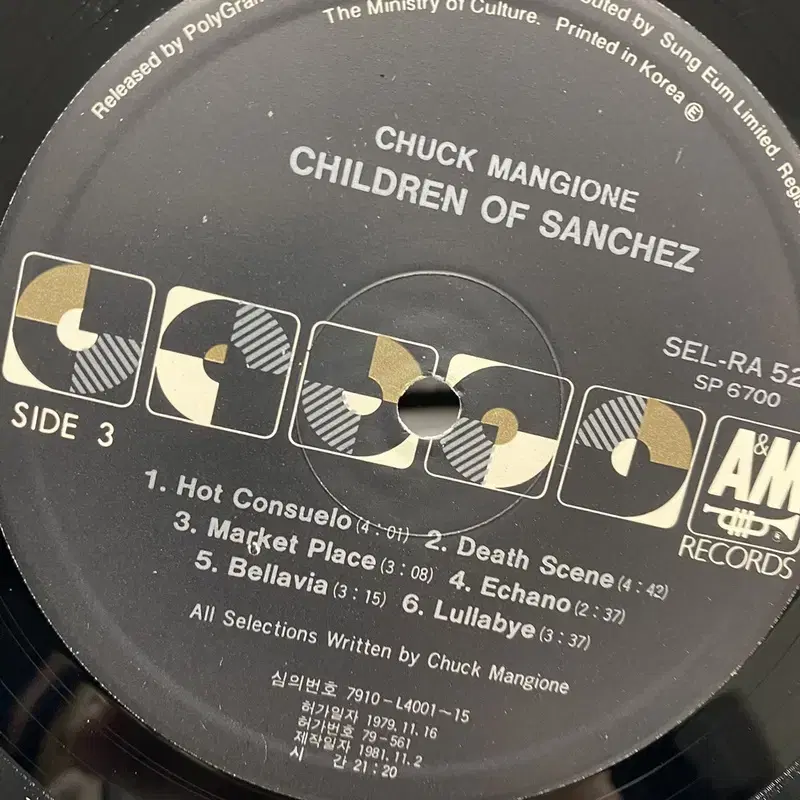 Released by PolyGram
The Ministry of Culture. Printed in Korea Ⓔ
by Sung Eum Limited.
CHUCK MANGIONE
CHILDREN OF SANCHEZ
SEL-RA 52
SP 6700
SIDE 3
A&M
RECORDS
1. Hot Consuelo (4:01) 2. Death Scene (4:42)
3. Market Place (3:08) 4. Echano (2:37)
5. Bellavia (3:15) 6. Lullabye (3:37)
All Selections Written by Chuck Mangione
심의번호 7910-L4001~15
허가일자 1979.11.16
허가번호 79-561
제작일자 1981.11.2
시 간 21:20